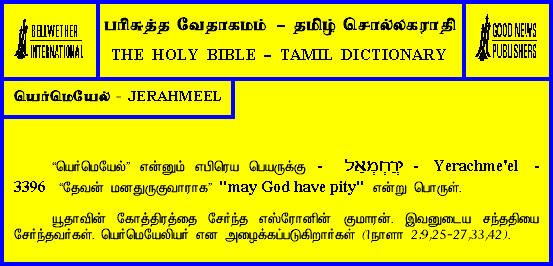 BELLWETHER
INTERNATIONAL
பரிசுத்த வேதாகமம் – தமிழ் சொல்லகராதி
THE HOLY BIBLE – TAMIL DICTIONARY
GOOD NEWS
PUBLISHERS
யெர்மெயேல் - JERAHMEEL
“யெர்மெயேல்” என்னும் எபிரெய பெயருக்கு - יְרַחְמְאֵל - Yerachme'el -
3396 “தேவன் மனதுருகுவாராக” "may God have pity" என்று பொருள்.
யூதாவின் கோத்திரத்தை சேர்ந்த எஸ்ரோனின் குமாரன். இவனுடைய சந்ததியை
சேர்ந்தவர்கள். யெர்மெயேலியர் என அழைக்கப்படுகிறார்கள் (1நாளா 2:9,25-27,33,42).